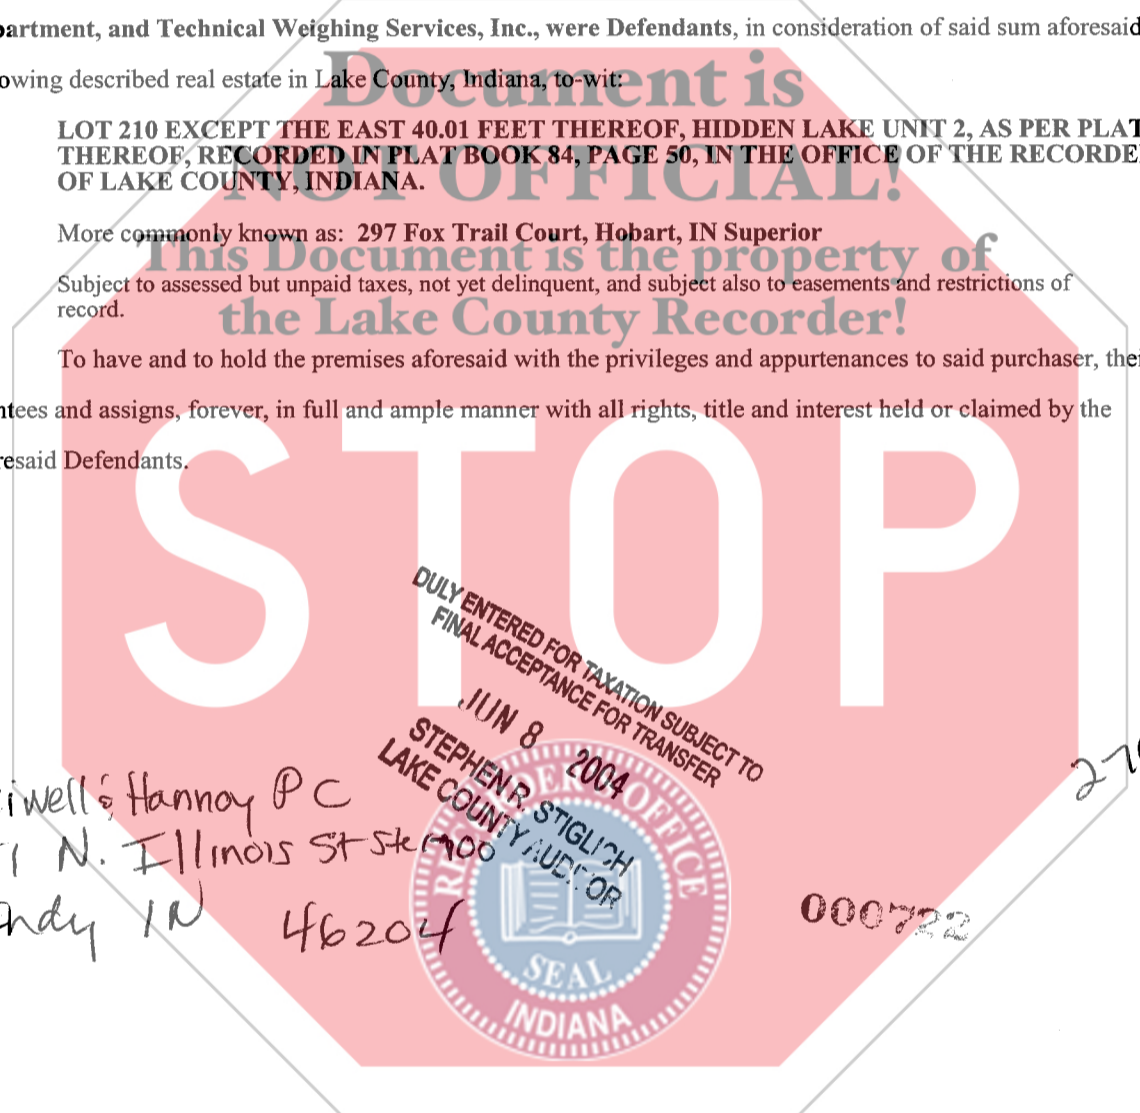 artment, and Technical Weighing Services, Inc., were Defendants, in consideration of said sum aforesaid
owing described real estate in Lake County, Indiana, to-wit:
Document is
LOT 210 EXCEPT THE EAST 40.01 FEET THEREOF, HIDDEN LAKE UNIT 2, AS PER PLAT
THEREOF, RECORDED IN PLAT BOOK 84, PAGE 50, IN THE OFFICE OF THE RECORDE
OF LAKE COUNTY, INDIANA.
NOT OFFICIAL!
More commonly known as: 297 Fox Trail Court, Hobart, IN Superior
This Document is the property of
Subject to assessed but unpaid taxes, not yet delinquent, and subject also to easements and restrictions of
record.
the Lake County Recorder!
To have and to hold the premises aforesaid with the privileges and appurtenances to said purchaser, thei
ntees and assigns, forever, in full and ample manner with all rights, title and interest held or claimed by the
esaid Defendants.
STOP
DULY ENTERED FOR TAXATION SUBJECT TO
FINAL ACCEPTANCE FOR TRANSFER
JUN 8 2004
STEPHEN R. STIGLICH
LAKE COUNTY AUDITOR
iwell & Hannoy PC
N. Illinois St Ste
ndy IN 46204
27
000722
RECORDER OFFICE
SEAL
INDIANA